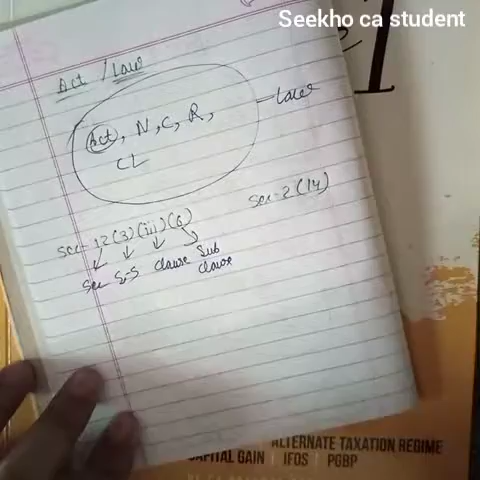 Seekho ca student
Act / Law
Act, N, C, R,
CL
Law
Sec - 2 (14)
Sec - 12 (3) (iii) (c)
Sec S-S Clause Sub Clause
ALTERNATE TAXATION REGIME
CAPITAL GAIN | IFOS | PGBP